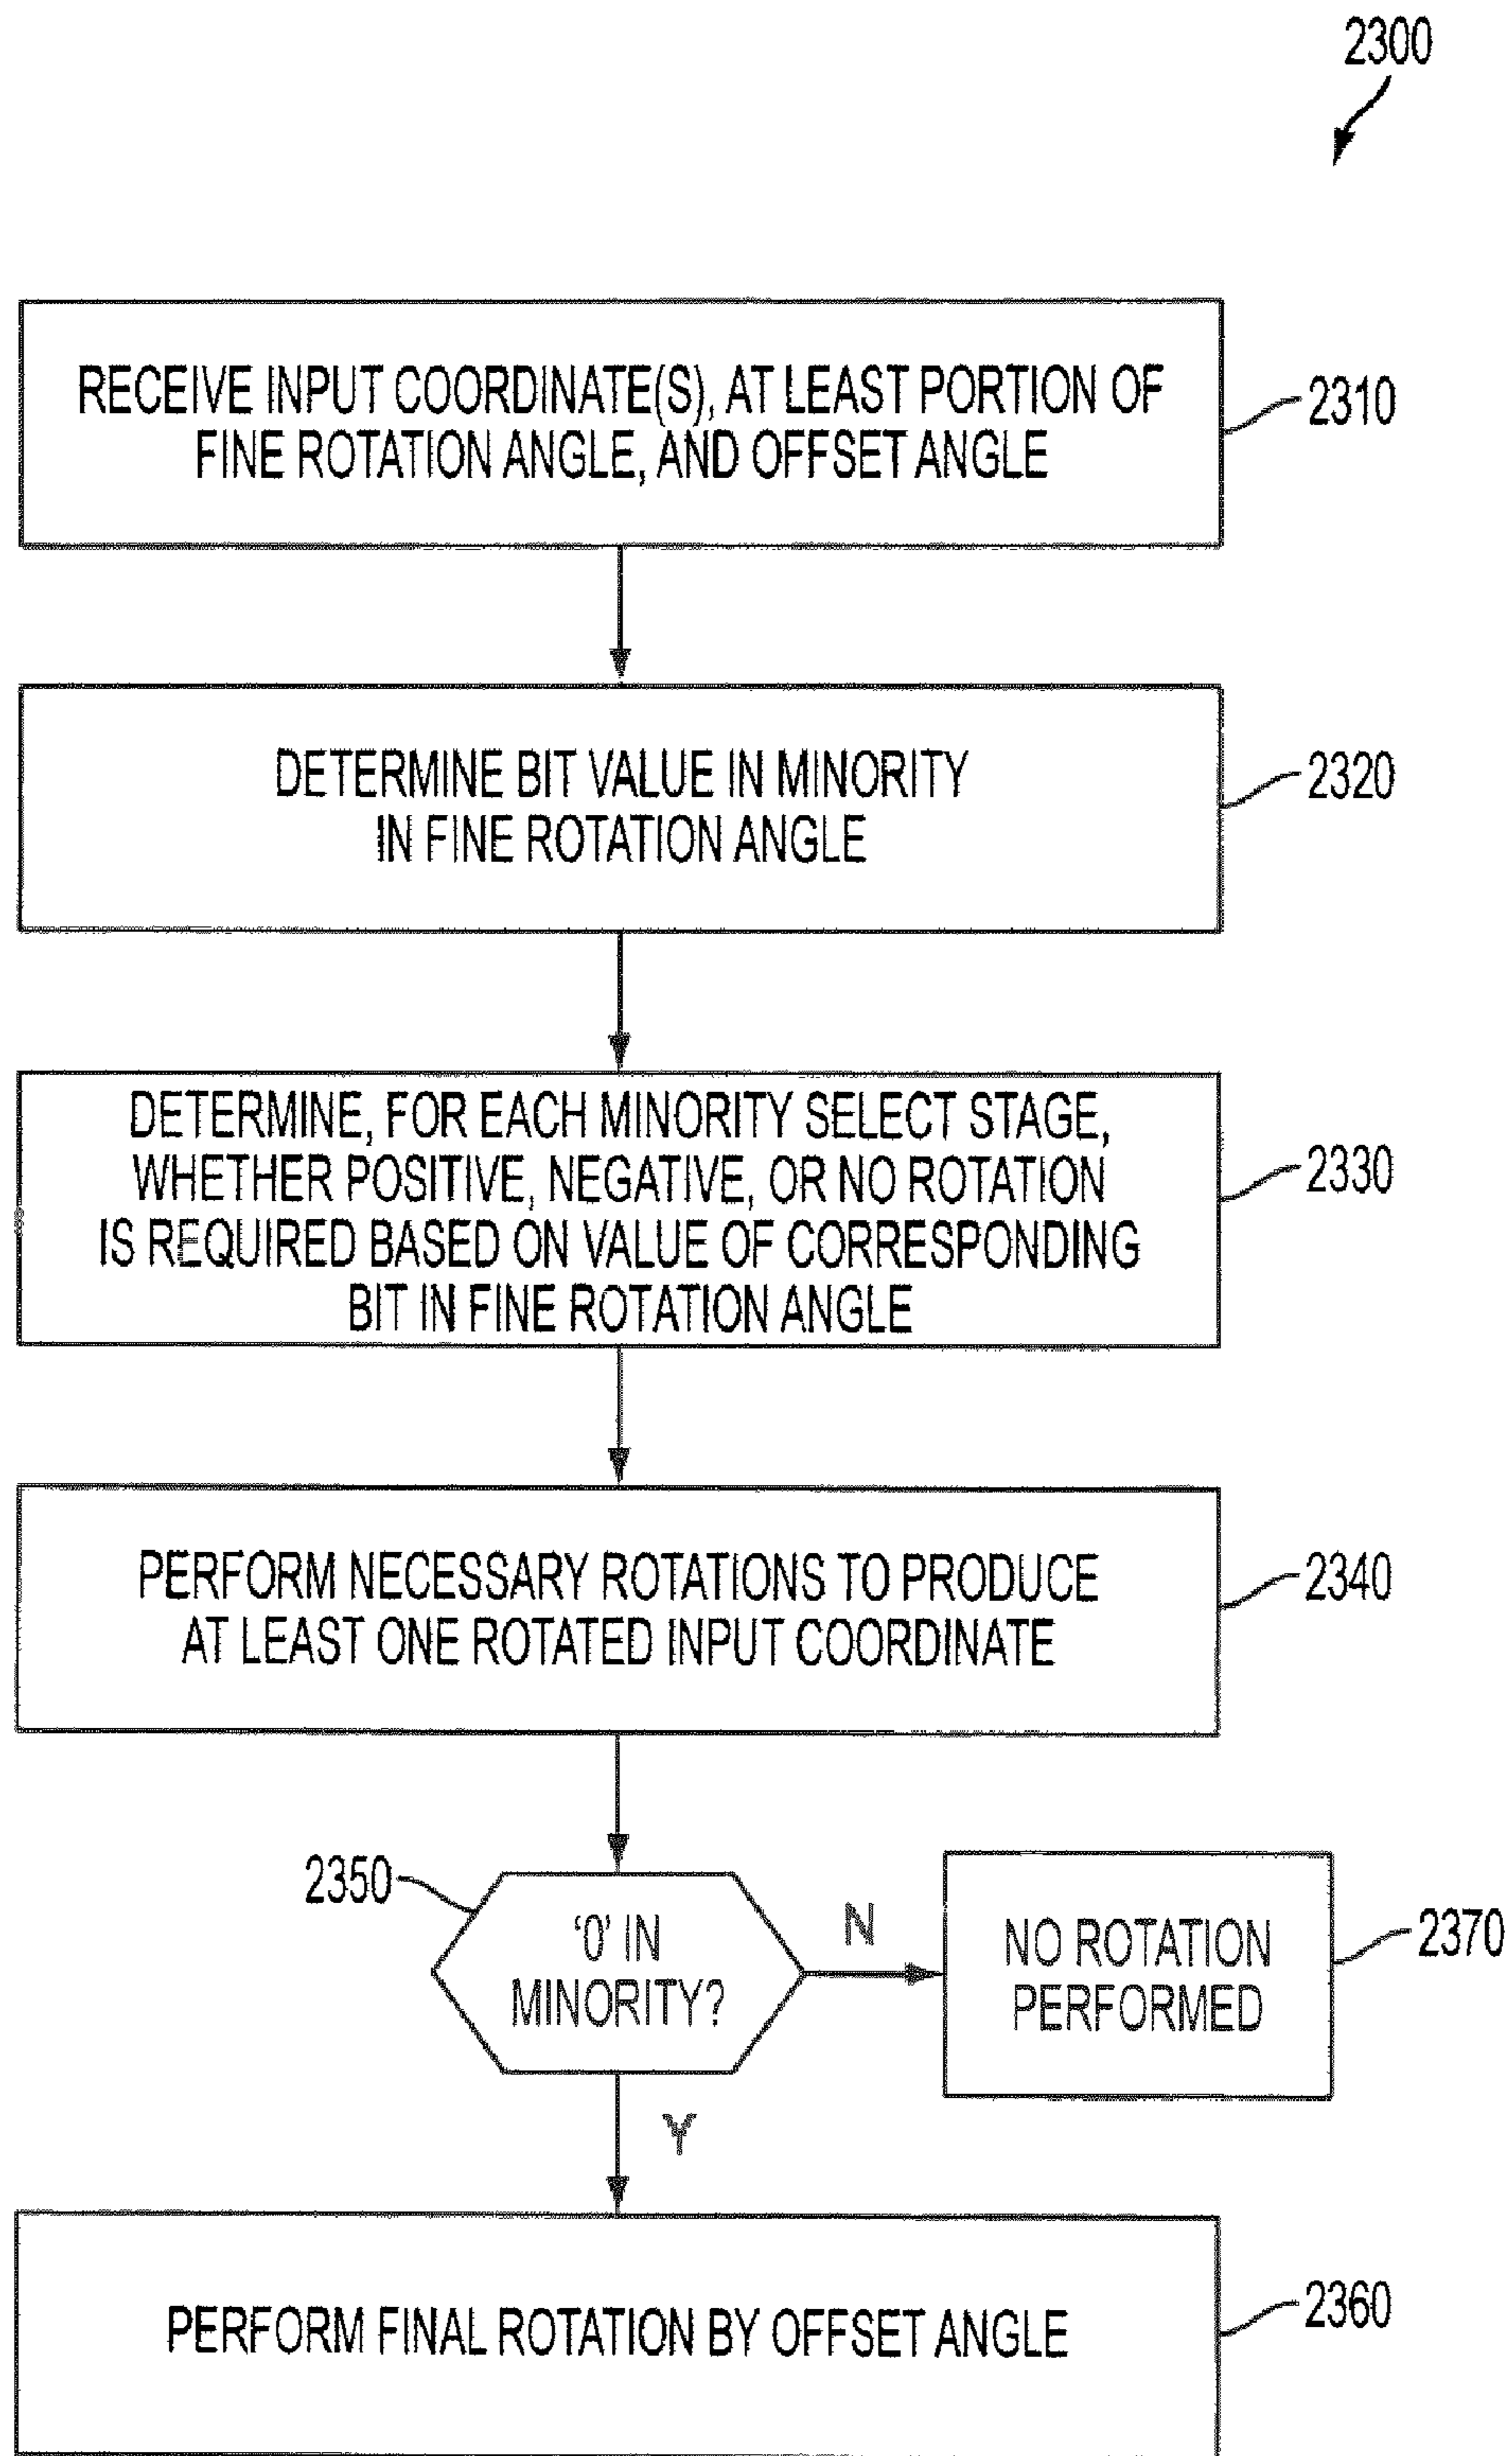 2300
RECEIVE INPUT COORDINATE(S), AT LEAST PORTION OF
FINE ROTATION ANGLE, AND OFFSET ANGLE
2310
DETERMINE BIT VALUE IN MINORITY
IN FINE ROTATION ANGLE
2320
DETERMINE, FOR EACH MINORITY SELECT STAGE,
WHETHER POSITIVE, NEGATIVE, OR NO ROTATION
IS REQUIRED BASED ON VALUE OF CORRESPONDING
BIT IN FINE ROTATION ANGLE
2330
PERFORM NECESSARY ROTATIONS TO PRODUCE
AT LEAST ONE ROTATED INPUT COORDINATE
2340
2350
‘0’ IN
MINORITY?
N
NO ROTATION
PERFORMED
2370
Y
PERFORM FINAL ROTATION BY OFFSET ANGLE
2360